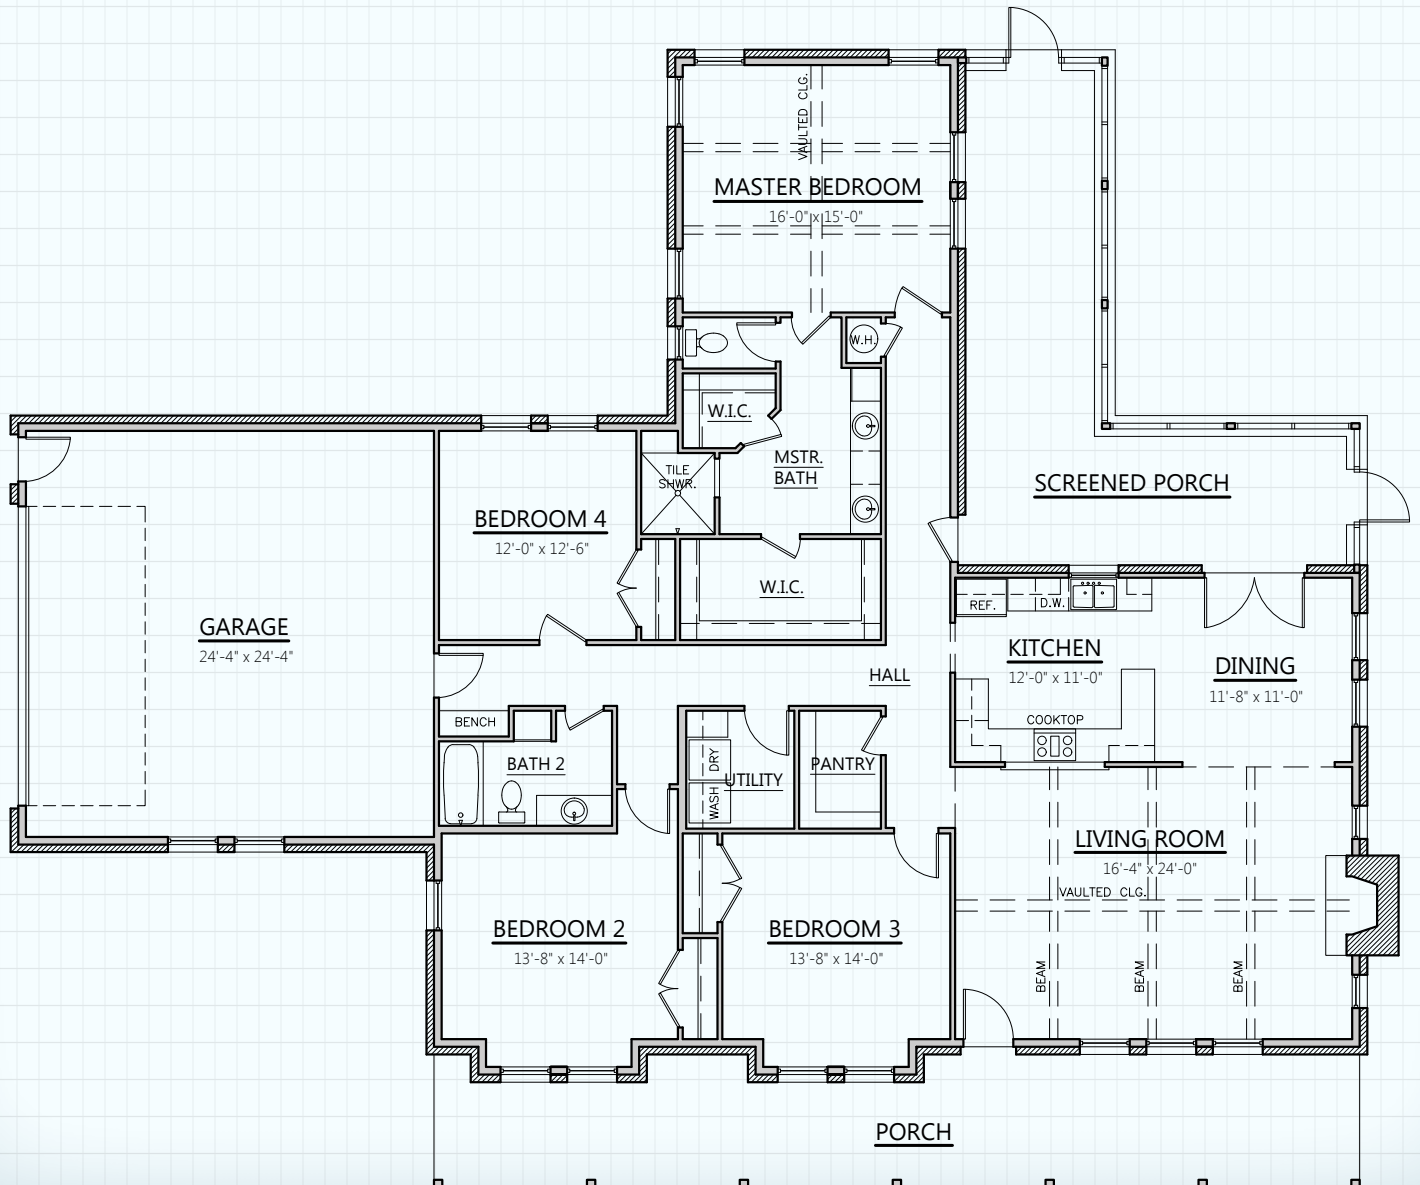 VAULTED CLG.
MASTER BEDROOM
16'-0" x 15'-0"
W.H.
W.I.C.
MSTR.
BATH
TILE
SHWR.
SCREENED PORCH
BEDROOM 4
12'-0" x 12'-6"
W.I.C.
REF.
D.W.
GARAGE
24'-4" x 24'-4"
KITCHEN
12'-0" x 11'-0"
DINING
11'-8" x 11'-0"
HALL
BENCH
COOKTOP
BATH 2
DRY
WASH
UTILITY
PANTRY
LIVING ROOM
16'-4" x 24'-0"
VAULTED CLG.
BEDROOM 2
13'-8" x 14'-0"
BEDROOM 3
13'-8" x 14'-0"
BEAM
BEAM
BEAM
PORCH